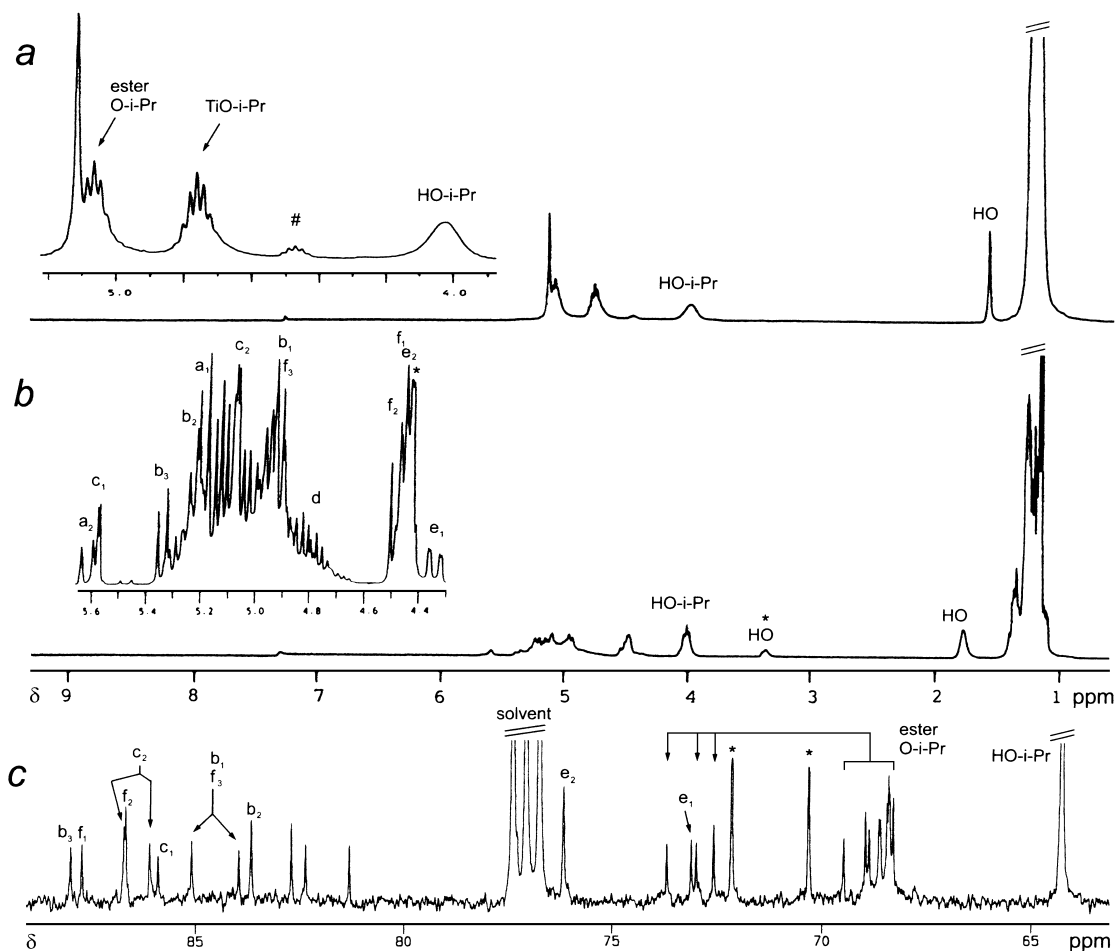 a
ester
O-i-Pr
TiO-i-Pr
#
HO-i-Pr
5.0
4.0
HO-i-Pr
HO
b
a2
c1
b3
b2
a1
c2
b1
f3
d
f2
f1
e2
*
e1
5.6
5.4
5.2
5.0
4.8
4.6
4.4
HO-i-Pr
*
HO
HO
δ 9 8 7 6 5 4 3 2 1 ppm
c
b3
f1
c2
f2
c1
b1
f3
b2
solvent
e2
e1
*
*
ester
O-i-Pr
HO-i-Pr
δ 85 80 75 70 65 ppm